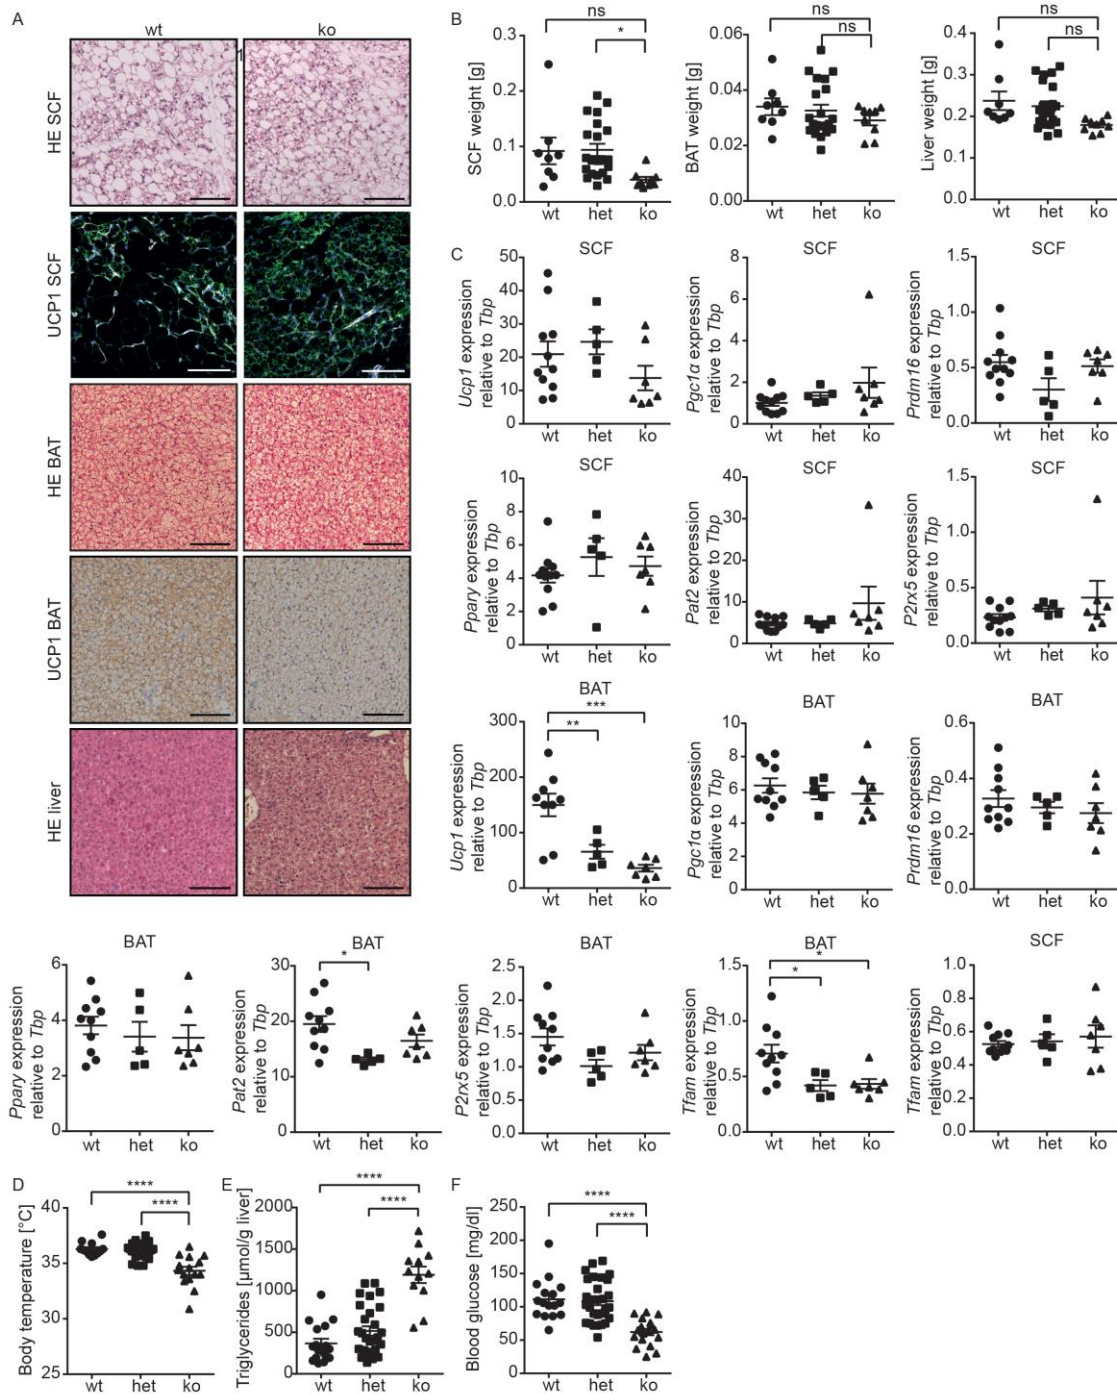 A
wt
ko
1
HE SCF
UCP1 SCF
HE BAT
UCP1 BAT
HE liver
B
ns
*
SCF weight [g]
0.3
0.2
0.1
0.0
wt
het
ko
ns
ns
BAT weight [g]
0.06
0.04
0.02
0.00
wt
het
ko
ns
ns
Liver weight [g]
0.4
0.3
0.2
0.1
wt
het
ko
C
SCF
Ucp1 expression
relative to Tbp
50
40
30
20
10
0
wt
het
ko
SCF
Pgc1α expression
relative to Tbp
8
6
4
2
0
wt
het
ko
SCF
Prdm16 expression
relative to Tbp
1.5
1.0
0.5
0.0
wt
het
ko
SCF
Pparγ expression
relative to Tbp
10
8
6
4
2
0
wt
het
ko
SCF
Pat2 expression
relative to Tbp
40
30
20
10
0
wt
het
ko
SCF
P2rx5 expression
relative to Tbp
1.5
1.0
0.5
0.0
wt
het
ko
BAT
***
**
Ucp1 expression
relative to Tbp
300
200
100
0
wt
het
ko
BAT
Pgc1α expression
relative to Tbp
10
8
6
4
2
0
wt
het
ko
BAT
Prdm16 expression
relative to Tbp
0.6
0.4
0.2
0.0
wt
het
ko
BAT
Pparγ expression
relative to Tbp
6
4
2
0
wt
het
ko
BAT
*
Pat2 expression
relative to Tbp
30
20
10
0
wt
het
ko
BAT
P2rx5 expression
relative to Tbp
2.5
2.0
1.5
1.0
0.5
0.0
wt
het
ko
BAT
*
*
Tfam expression
relative to Tbp
1.5
1.0
0.5
0.0
wt
het
ko
SCF
Tfam expression
relative to Tbp
1.0
0.8
0.6
0.4
0.2
0.0
wt
het
ko
D
****
****
Body temperature [°C]
40
35
30
25
wt
het
ko
E
****
****
Triglycerides [μmol/g liver]
2000
1500
1000
500
0
wt
het
ko
F
****
****
Blood glucose [mg/dl]
250
200
150
100
50
0
wt
het
ko